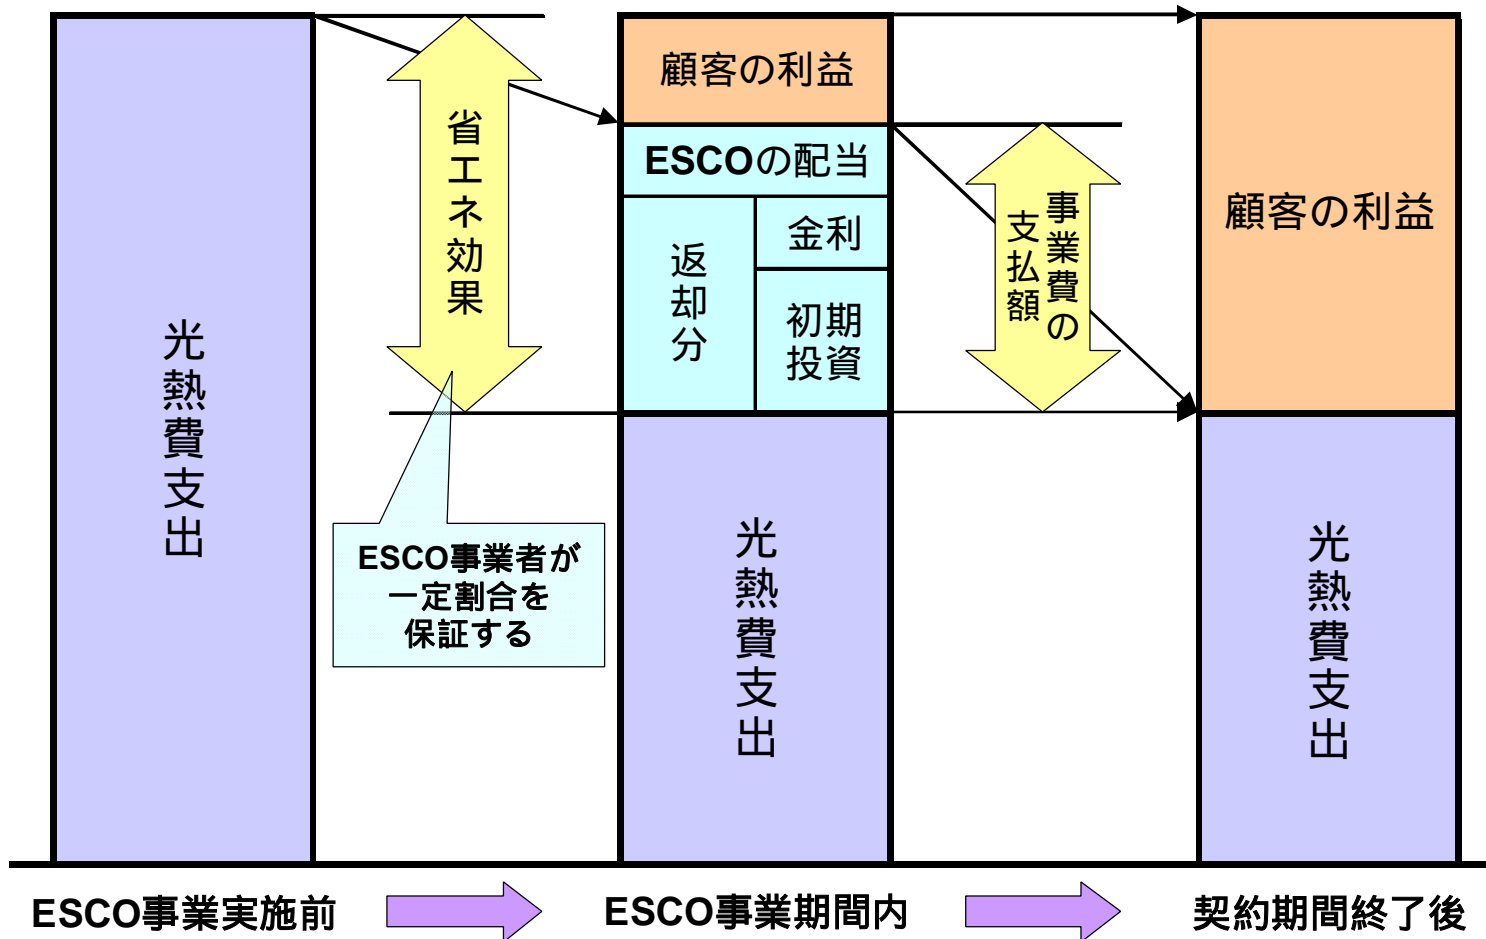 光熱費支出
省エネ効果
ESCO事業者が
一定割合を
保証する
顧客の利益
ESCOの配当
返却分
金利
初期
投資
光熱費支出
事業費の
支払額
顧客の利益
光熱費支出
ESCO事業実施前
ESCO事業期間内
契約期間終了後